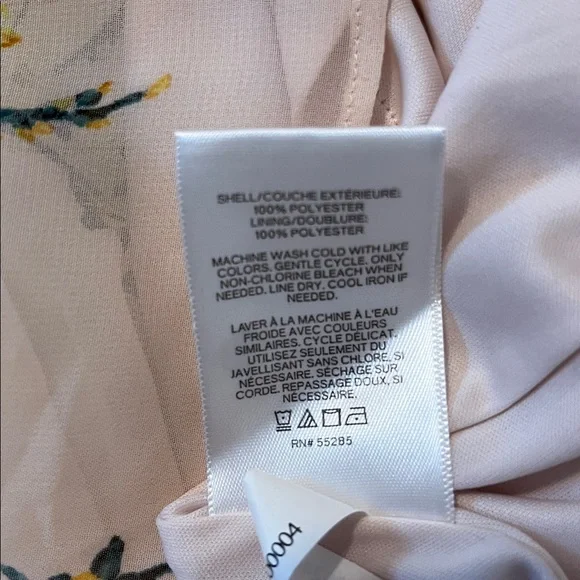 SHELL/COUCHE EXTÉRIEURE:
100% POLYESTER
LINING/DOUBLURE:
100% POLYESTER
MACHINE WASH COLD WITH LIKE
COLORS. GENTLE CYCLE. ONLY
NON-CHLORINE BLEACH WHEN
NEEDED. LINE DRY. COOL IRON IF
NEEDED.
LAVER À LA MACHINE À L'EAU
FROIDE AVEC COULEURS
SIMILAIRES. CYCLE DÉLICAT.
UTILISEZ SEULEMENT DU
JAVELLISANT SANS CHLORE, SI
NÉCESSAIRE. SÉCHAGE SUR
CORDE. REPASSAGE DOUX, SI
NÉCESSAIRE.
RN# 55285